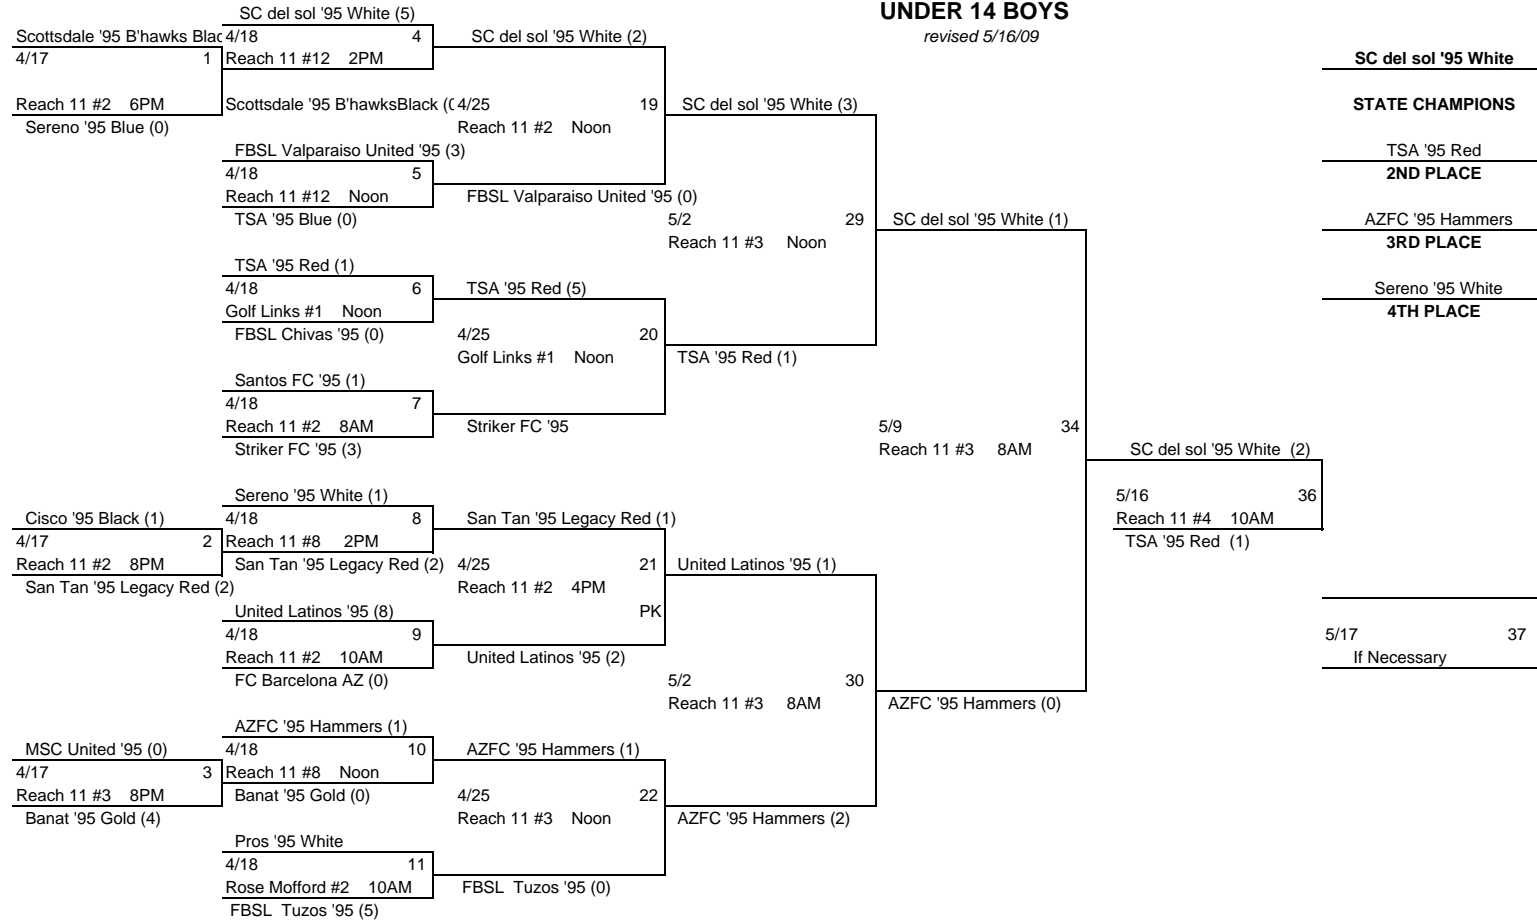 UNDER 14 BOYS
revised 5/16/09
SC del sol '95 White (5)
Scottsdale '95 B'hawks Blac
4/18 4
SC del sol '95 White (2)
4/17 1
Reach 11 #12 2PM
SC del sol '95 White
Reach 11 #2 6PM
Scottsdale '95 B'hawksBlack (
4/25 19
SC del sol '95 White (3)
STATE CHAMPIONS
Sereno '95 Blue (0)
Reach 11 #2 Noon
FBSL Valparaiso United '95 (3)
TSA '95 Red
4/18 5
2ND PLACE
Reach 11 #12 Noon
FBSL Valparaiso United '95 (0)
TSA '95 Blue (0)
5/2 29
SC del sol '95 White (1)
AZFC '95 Hammers
Reach 11 #3 Noon
3RD PLACE
TSA '95 Red (1)
4/18 6
TSA '95 Red (5)
Sereno '95 White
Golf Links #1 Noon
4TH PLACE
FBSL Chivas '95 (0)
4/25 20
Golf Links #1 Noon
TSA '95 Red (1)
Santos FC '95 (1)
4/18 7
Reach 11 #2 8AM
Striker FC '95
5/9 34
Striker FC '95 (3)
Reach 11 #3 8AM
SC del sol '95 White (2)
Sereno '95 White (1)
5/16 36
Cisco '95 Black (1)
4/18 8
San Tan '95 Legacy Red (1)
Reach 11 #4 10AM
4/17 2
Reach 11 #8 2PM
TSA '95 Red (1)
Reach 11 #2 8PM
San Tan '95 Legacy Red (2)
4/25 21
United Latinos '95 (1)
San Tan '95 Legacy Red (2)
Reach 11 #2 4PM
United Latinos '95 (8)
PK
4/18 9
5/17 37
Reach 11 #2 10AM
United Latinos '95 (2)
If Necessary
FC Barcelona AZ (0)
5/2 30
Reach 11 #3 8AM
AZFC '95 Hammers (0)
AZFC '95 Hammers (1)
MSC United '95 (0)
4/18 10
AZFC '95 Hammers (1)
4/17 3
Reach 11 #8 Noon
Reach 11 #3 8PM
Banat '95 Gold (0)
4/25 22
Banat '95 Gold (4)
Reach 11 #3 Noon
AZFC '95 Hammers (2)
Pros '95 White
4/18 11
Rose Mofford #2 10AM
FBSL Tuzos '95 (0)
FBSL Tuzos '95 (5)